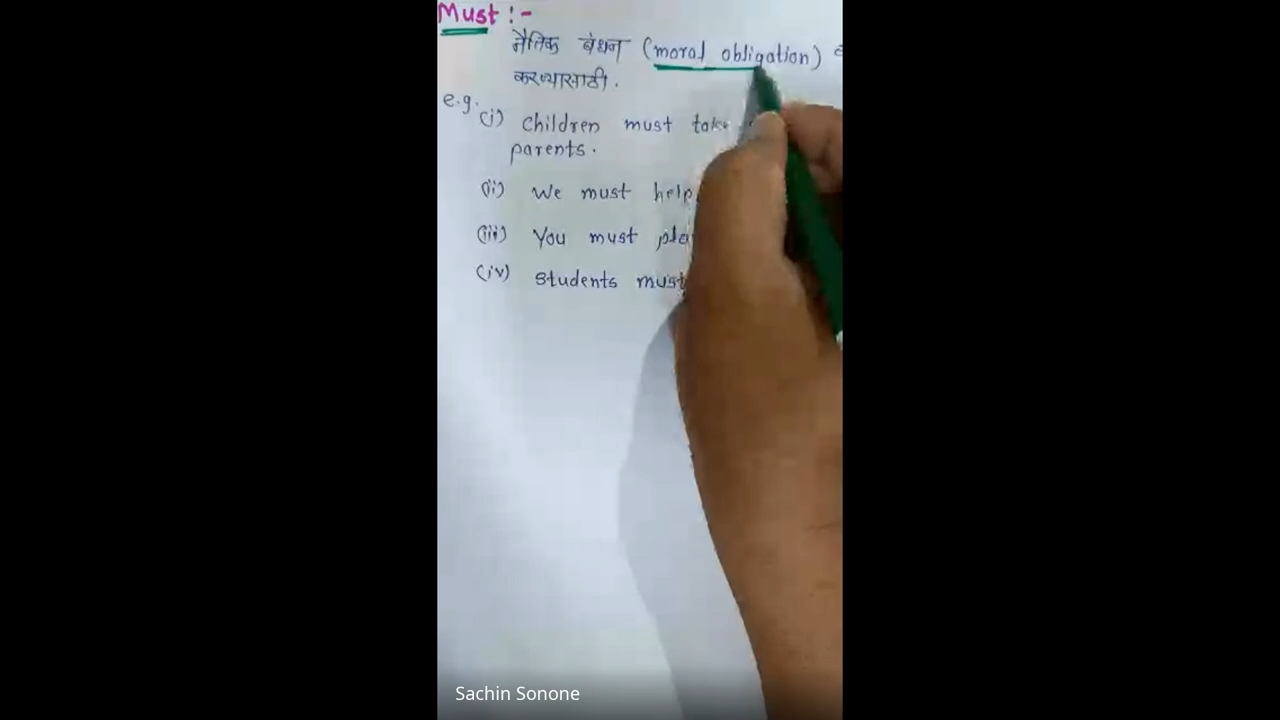 Must :-
नैतिक बंधन (moral obligation)
करण्यासाठी.
e.g.
(i) Children must take
parents.
(ii) We must help
(iii) You must
(iv) Students must
Sachin Sonone